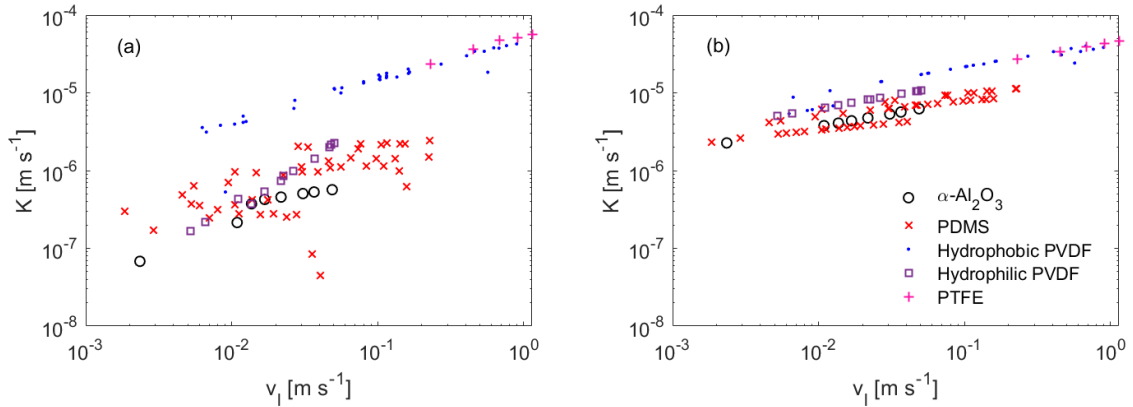 (a)
10⁻⁴
10⁻⁵
10⁻⁶
10⁻⁷
10⁻⁸
K [m s⁻¹]
10⁻³ 10⁻² 10⁻¹ 10⁰
v_l [m s⁻¹]
(b)
10⁻⁴
10⁻⁵
10⁻⁶
10⁻⁷
10⁻⁸
K [m s⁻¹]
α-Al₂O₃
PDMS
Hydrophobic PVDF
Hydrophilic PVDF
PTFE
10⁻³ 10⁻² 10⁻¹ 10⁰
v_l [m s⁻¹]